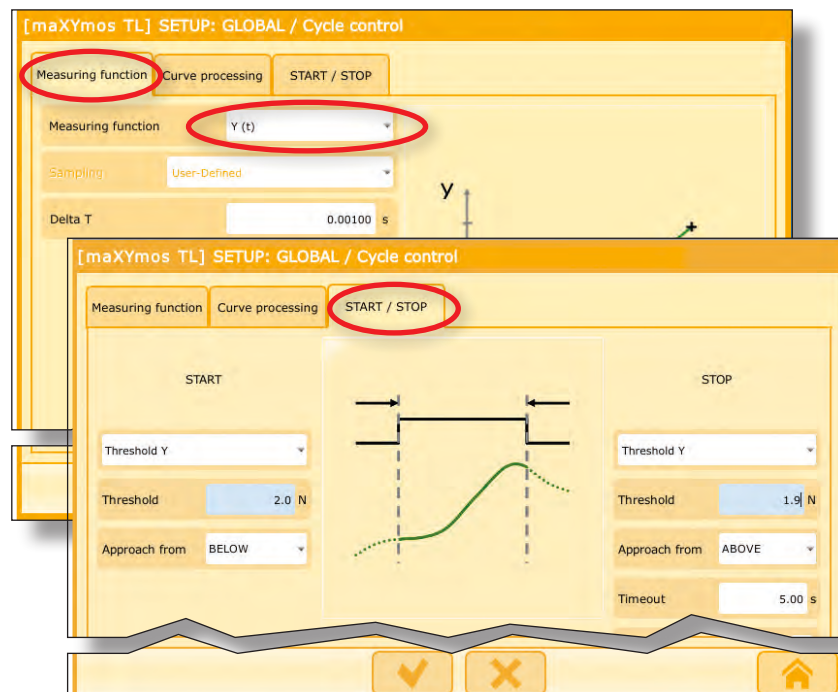 [maXYmos TL] SETUP: GLOBAL / Cycle control
Measuring function Curve processing START / STOP
Measuring function Y (t)
Sampling User-Defined
Delta T 0.00100 s
y
[maXYmos TL] SETUP: GLOBAL / Cycle control
Measuring function Curve processing START / STOP
START STOP
Threshold Y Threshold Y
Threshold 2.0 N Threshold 1.9 N
Approach from BELOW Approach from ABOVE
Timeout 5.00 s